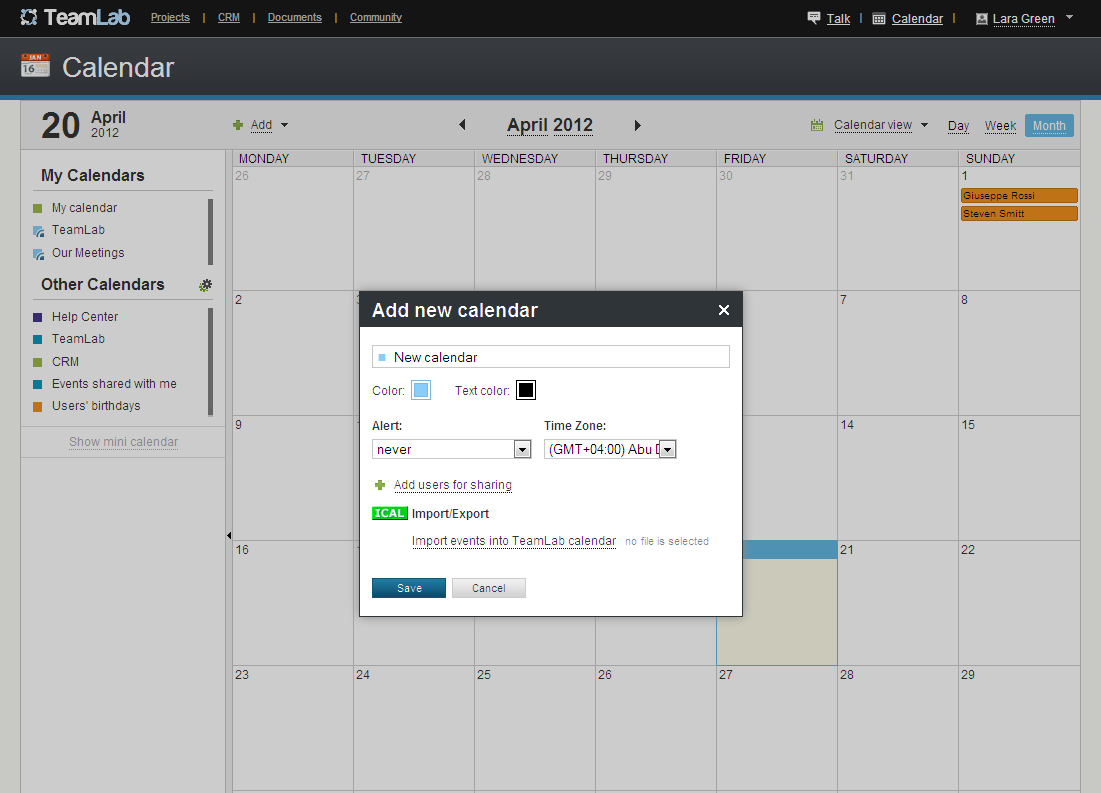 TeamLab Projects | CRM | Documents | Community Talk | Calendar | Lara Green
JAN
16
Calendar
20 April
2012
Add
April 2012
Calendar view Day Week Month
MONDAY TUESDAY WEDNESDAY THURSDAY FRIDAY SATURDAY SUNDAY
My Calendars
My calendar
TeamLab
Our Meetings
Other Calendars
Help Center
TeamLab
CRM
Events shared with me
Users' birthdays
Show mini calendar
26 27 28 29 30 31 1
Giuseppe Rossi
Steven Smitt
2 7 8
9 14 15
16 21 22
23 24 25 26 27 28 29
Add new calendar
New calendar
Color: Text color:
Alert: Time Zone:
never (GMT+04:00) Abu
Add users for sharing
ICAL Import/Export
Import events into TeamLab calendar no file is selected
Save Cancel